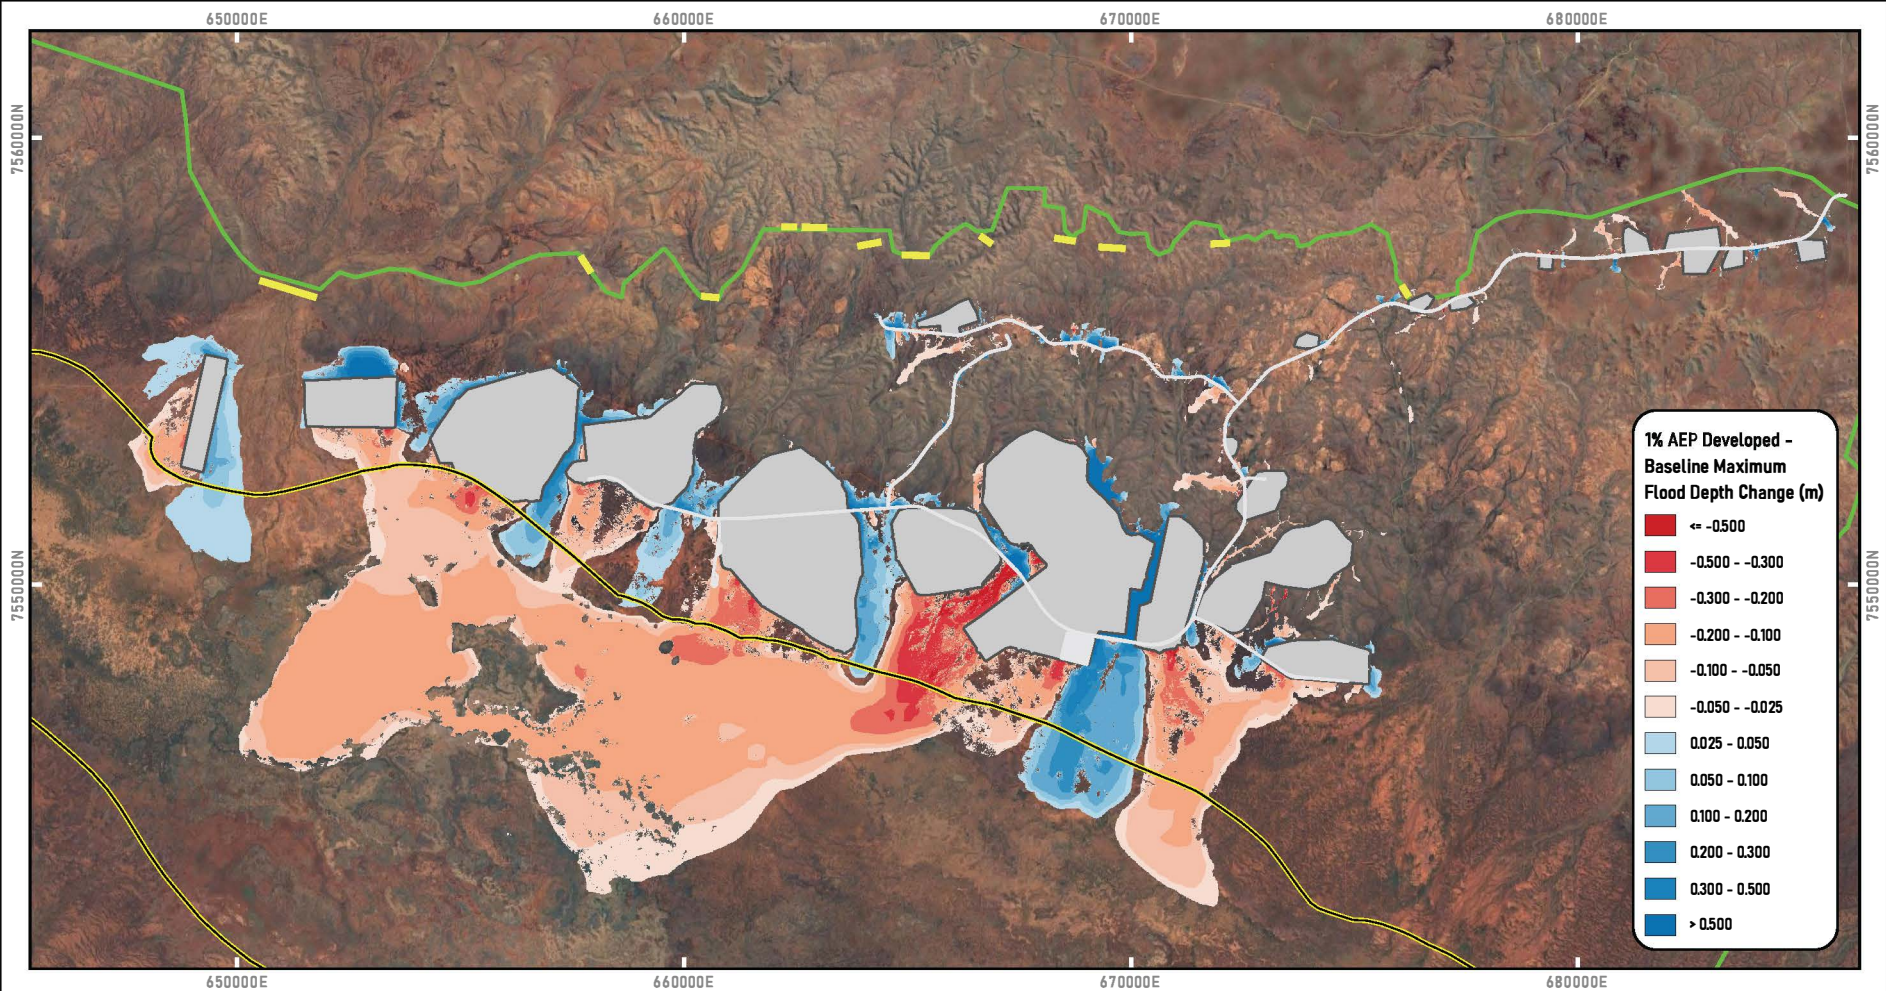 650000E
660000E
670000E
680000E
7560000N
7560000N
7550000N
7550000N
1% AEP Developed -
Baseline Maximum
Flood Depth Change (m)
<= -0.500
-0.500 - -0.300
-0.300 - -0.200
-0.200 - -0.100
-0.100 - -0.050
-0.050 - -0.025
0.025 - 0.050
0.050 - 0.100
0.100 - 0.200
0.200 - 0.300
0.300 - 0.500
> 0.500
650000E
660000E
670000E
680000E